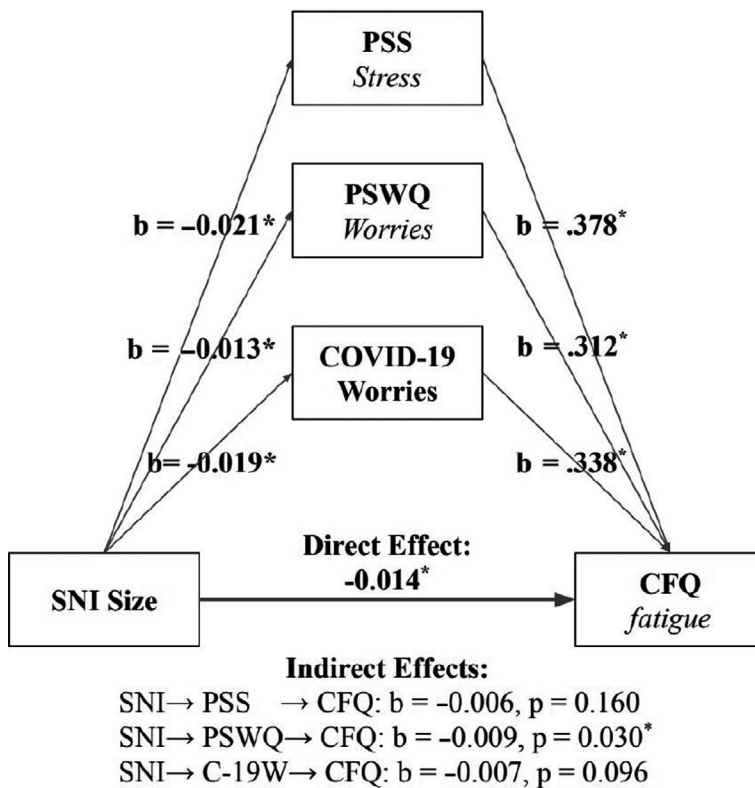 PSS
Stress
PSWQ
b = –0.021*
Worries
b = .378*
b = –0.013*
COVID-19
Worries
b = .312*
b= -0.019*
b = .338*
Direct Effect:
-0.014*
SNI Size
CFQ
fatigue
Indirect Effects:
SNI→ PSS → CFQ: b = –0.006, p = 0.160
SNI→ PSWQ→ CFQ: b = –0.009, p = 0.030*
SNI→ C-19W→ CFQ: b = –0.007, p = 0.096